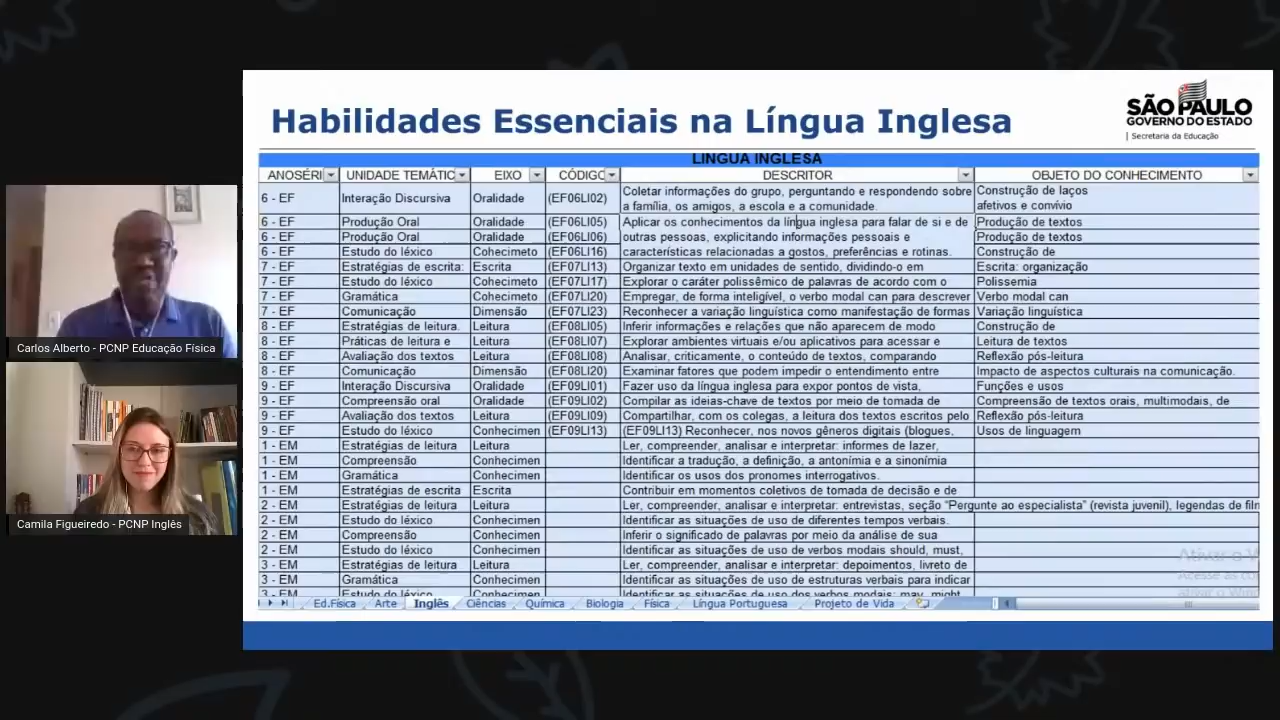 Habilidades Essenciais na Língua Inglesa
SÃO PAULO
GOVERNO DO ESTADO
Secretaria da Educação
LINGUA INGLESA
ANOSÉRI UNIDADE TEMÁTIC EIXO CÓDIGO DESCRITOR OBJETO DO CONHECIMENTO
6 - EF Interação Discursiva Oralidade (EF06LI02) Coletar informações do grupo, perguntando e respondendo sobre a família, os amigos, a escola e a comunidade. Construção de laços afetivos e convívio
6 - EF Produção Oral Oralidade (EF06LI05) Aplicar os conhecimentos da língua inglesa para falar de si e de Produção de textos
6 - EF Produção Oral Oralidade (EF06LI06) outras pessoas, explicitando informações pessoais e Produção de textos
6 - EF Estudo do léxico Cohecimeto (EF06LI16) características relacionadas a gostos, preferências e rotinas. Construção de
7 - EF Estratégias de escrita: Escrita (EF07LI13) Organizar texto em unidades de sentido, dividindo-o em Escrita: organização
7 - EF Estudo do léxico Cohecimeto (EF07LI17) Explorar o caráter polissêmico de palavras de acordo com o Polissemia
7 - EF Gramática Cohecimeto (EF07LI20) Empregar, de forma inteligível, o verbo modal can para descrever Verbo modal can
7 - EF Comunicação Dimensão (EF07LI23) Reconhecer a variação linguística como manifestação de formas Variação linguística
8 - EF Estratégias de leitura. Leitura (EF08LI05) Inferir informações e relações que não aparecem de modo Construção de
8 - EF Práticas de leitura e Leitura (EF08LI07) Explorar ambientes virtuais e/ou aplicativos para acessar e Leitura de textos
8 - EF Avaliação dos textos Leitura (EF08LI08) Analisar, criticamente, o conteúdo de textos, comparando Reflexão pós-leitura
8 - EF Comunicação Dimensão (EF08LI20) Examinar fatores que podem impedir o entendimento entre Impacto de aspectos culturais na comunicação.
9 - EF Interação Discursiva Oralidade (EF09LI01) Fazer uso da língua inglesa para expor pontos de vista, Funções e usos
9 - EF Compreensão oral Oralidade (EF09LI02) Compilar as ideias-chave de textos por meio de tomada de Compreensão de textos orais, multimodais, de
9 - EF Avaliação dos textos Leitura (EF09LI09) Compartilhar, com os colegas, a leitura dos textos escritos pelo Reflexão pós-leitura
9 - EF Estudo do léxico Conhecimen (EF09LI13) (EF09LI13) Reconhecer, nos novos gêneros digitais (blogues, Usos de linguagem
1 - EM Estratégias de leitura Leitura Ler, compreender, analisar e interpretar: informes de lazer,
1 - EM Compreensão Conhecimen Identificar a tradução, a definição, a antonímia e a sinonímia
1 - EM Gramática Conhecimen Identificar os usos dos pronomes interrogativos.
1 - EM Estratégias de escrita Escrita Contribuir em momentos coletivos de tomada de decisão e de
2 - EM Estratégias de leitura Leitura Ler, compreender, analisar e interpretar: entrevistas, seção “Pergunte ao especialista” (revista juvenil), legendas de film
2 - EM Estudo do léxico Conhecimen Identificar as situações de uso de diferentes tempos verbais.
2 - EM Compreensão Conhecimen Inferir o significado de palavras por meio da análise de sua
2 - EM Estudo do léxico Conhecimen Identificar as situações de uso de verbos modais should, must,
3 - EM Estratégias de leitura Leitura Ler, compreender, analisar e interpretar: depoimentos, livreto de
3 - EM Gramática Conhecimen Identificar as situações de uso de estruturas verbais para indicar
3 - EM Estudo do léxico Conhecimen Identificar as situações de uso dos verbos modais: may, might
Ed.Física Arte Inglês Ciências Química Biologia Física Língua Portuguesa Projeto de Vida
Carlos Alberto - PCNP Educação Física
Camila Figueiredo - PCNP Inglês